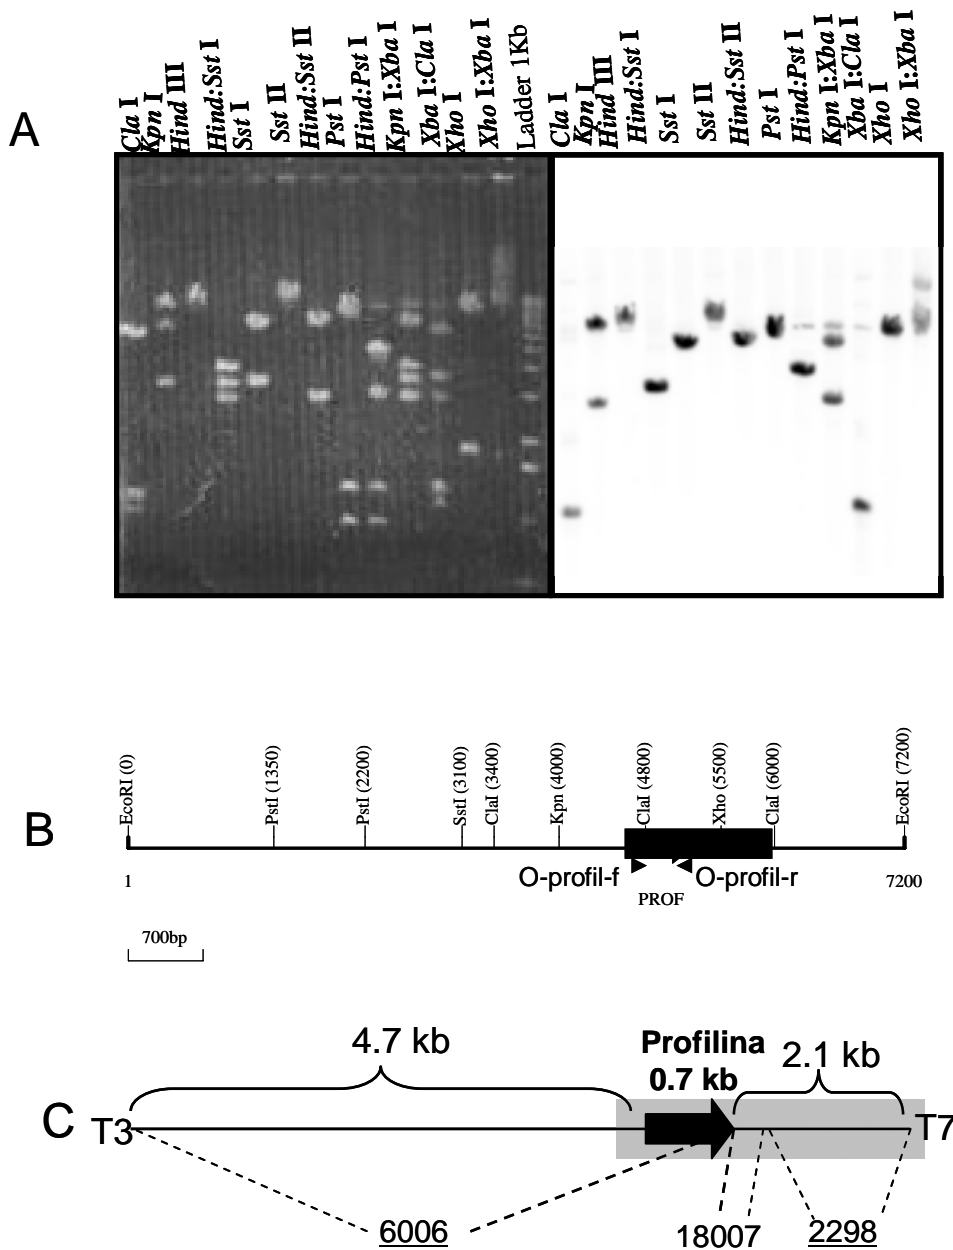 A
Cla I
Kpn I
Hind III
Hind:Sst I
Sst I
Sst II
Hind:Sst II
Pst I
Hind:Pst I
Kpn I:Xba I
Xba I:Cla I
Xho I
Xho I:Xba I
Ladder 1Kb
Cla I
Kpn I
Hind III
Hind:Sst I
Sst I
Sst II
Hind:Sst II
Pst I
Hind:Pst I
Kpn I:Xba I
Xba I:Cla I
Xho I
Xho I:Xba I
B
EcoRI (0)
PstI (1350)
PstI (2200)
SstI (3100)
ClaI (3400)
Kpn (4000)
ClaI (4800)
Xho (5500)
ClaI (6000)
EcoRI (7200)
O-profil-f
O-profil-r
1
PROF
7200
700bp
C
4.7 kb
Profilina
0.7 kb
2.1 kb
T3
T7
6006
18007
2298